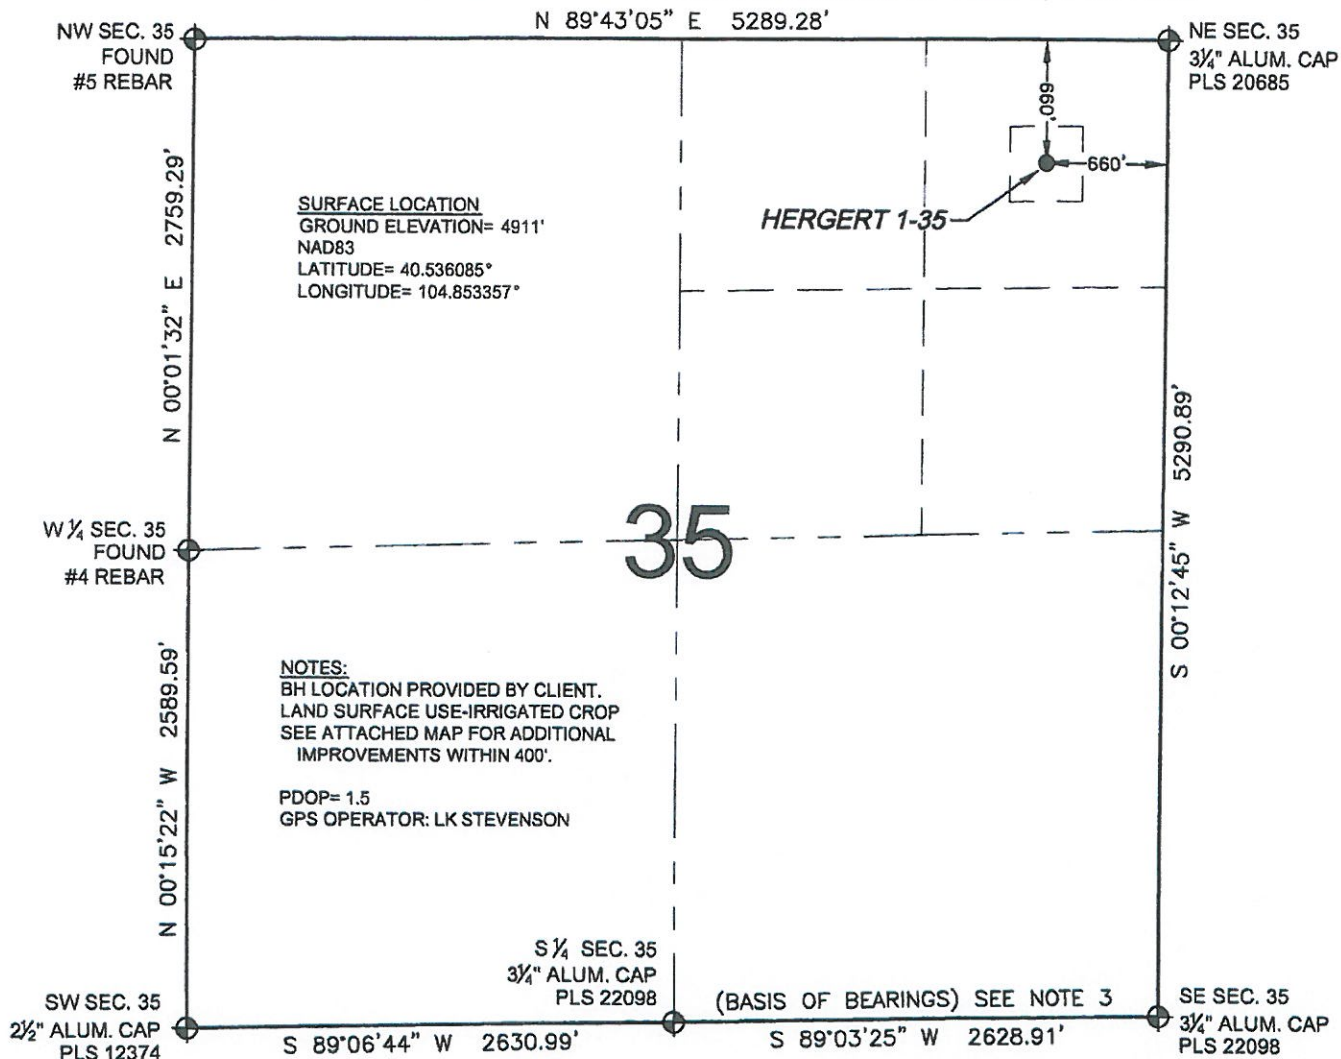 N 89°43'05" E 5289.28'
NW SEC. 35
FOUND
#5 REBAR
NE SEC. 35
3¼" ALUM. CAP
PLS 20685
660'
660'
HERGERT 1-35
N 00°01'32" E 2759.29'
SURFACE LOCATION
GROUND ELEVATION= 4911'
NAD83
LATITUDE= 40.536085°
LONGITUDE= 104.853357°
S 00°12'45" W 5290.89'
35
W ¼ SEC. 35
FOUND
#4 REBAR
N 00°15'22" W 2589.59'
NOTES:
BH LOCATION PROVIDED BY CLIENT.
LAND SURFACE USE-IRRIGATED CROP
SEE ATTACHED MAP FOR ADDITIONAL
IMPROVEMENTS WITHIN 400'.
PDOP= 1.5
GPS OPERATOR: LK STEVENSON
S ¼ SEC. 35
3¼" ALUM. CAP
PLS 22098
(BASIS OF BEARINGS) SEE NOTE 3
SW SEC. 35
2½" ALUM. CAP
PLS 12374
S 89°06'44" W 2630.99'
S 89°03'25" W 2628.91'
SE SEC. 35
3¼" ALUM. CAP
PLS 22098